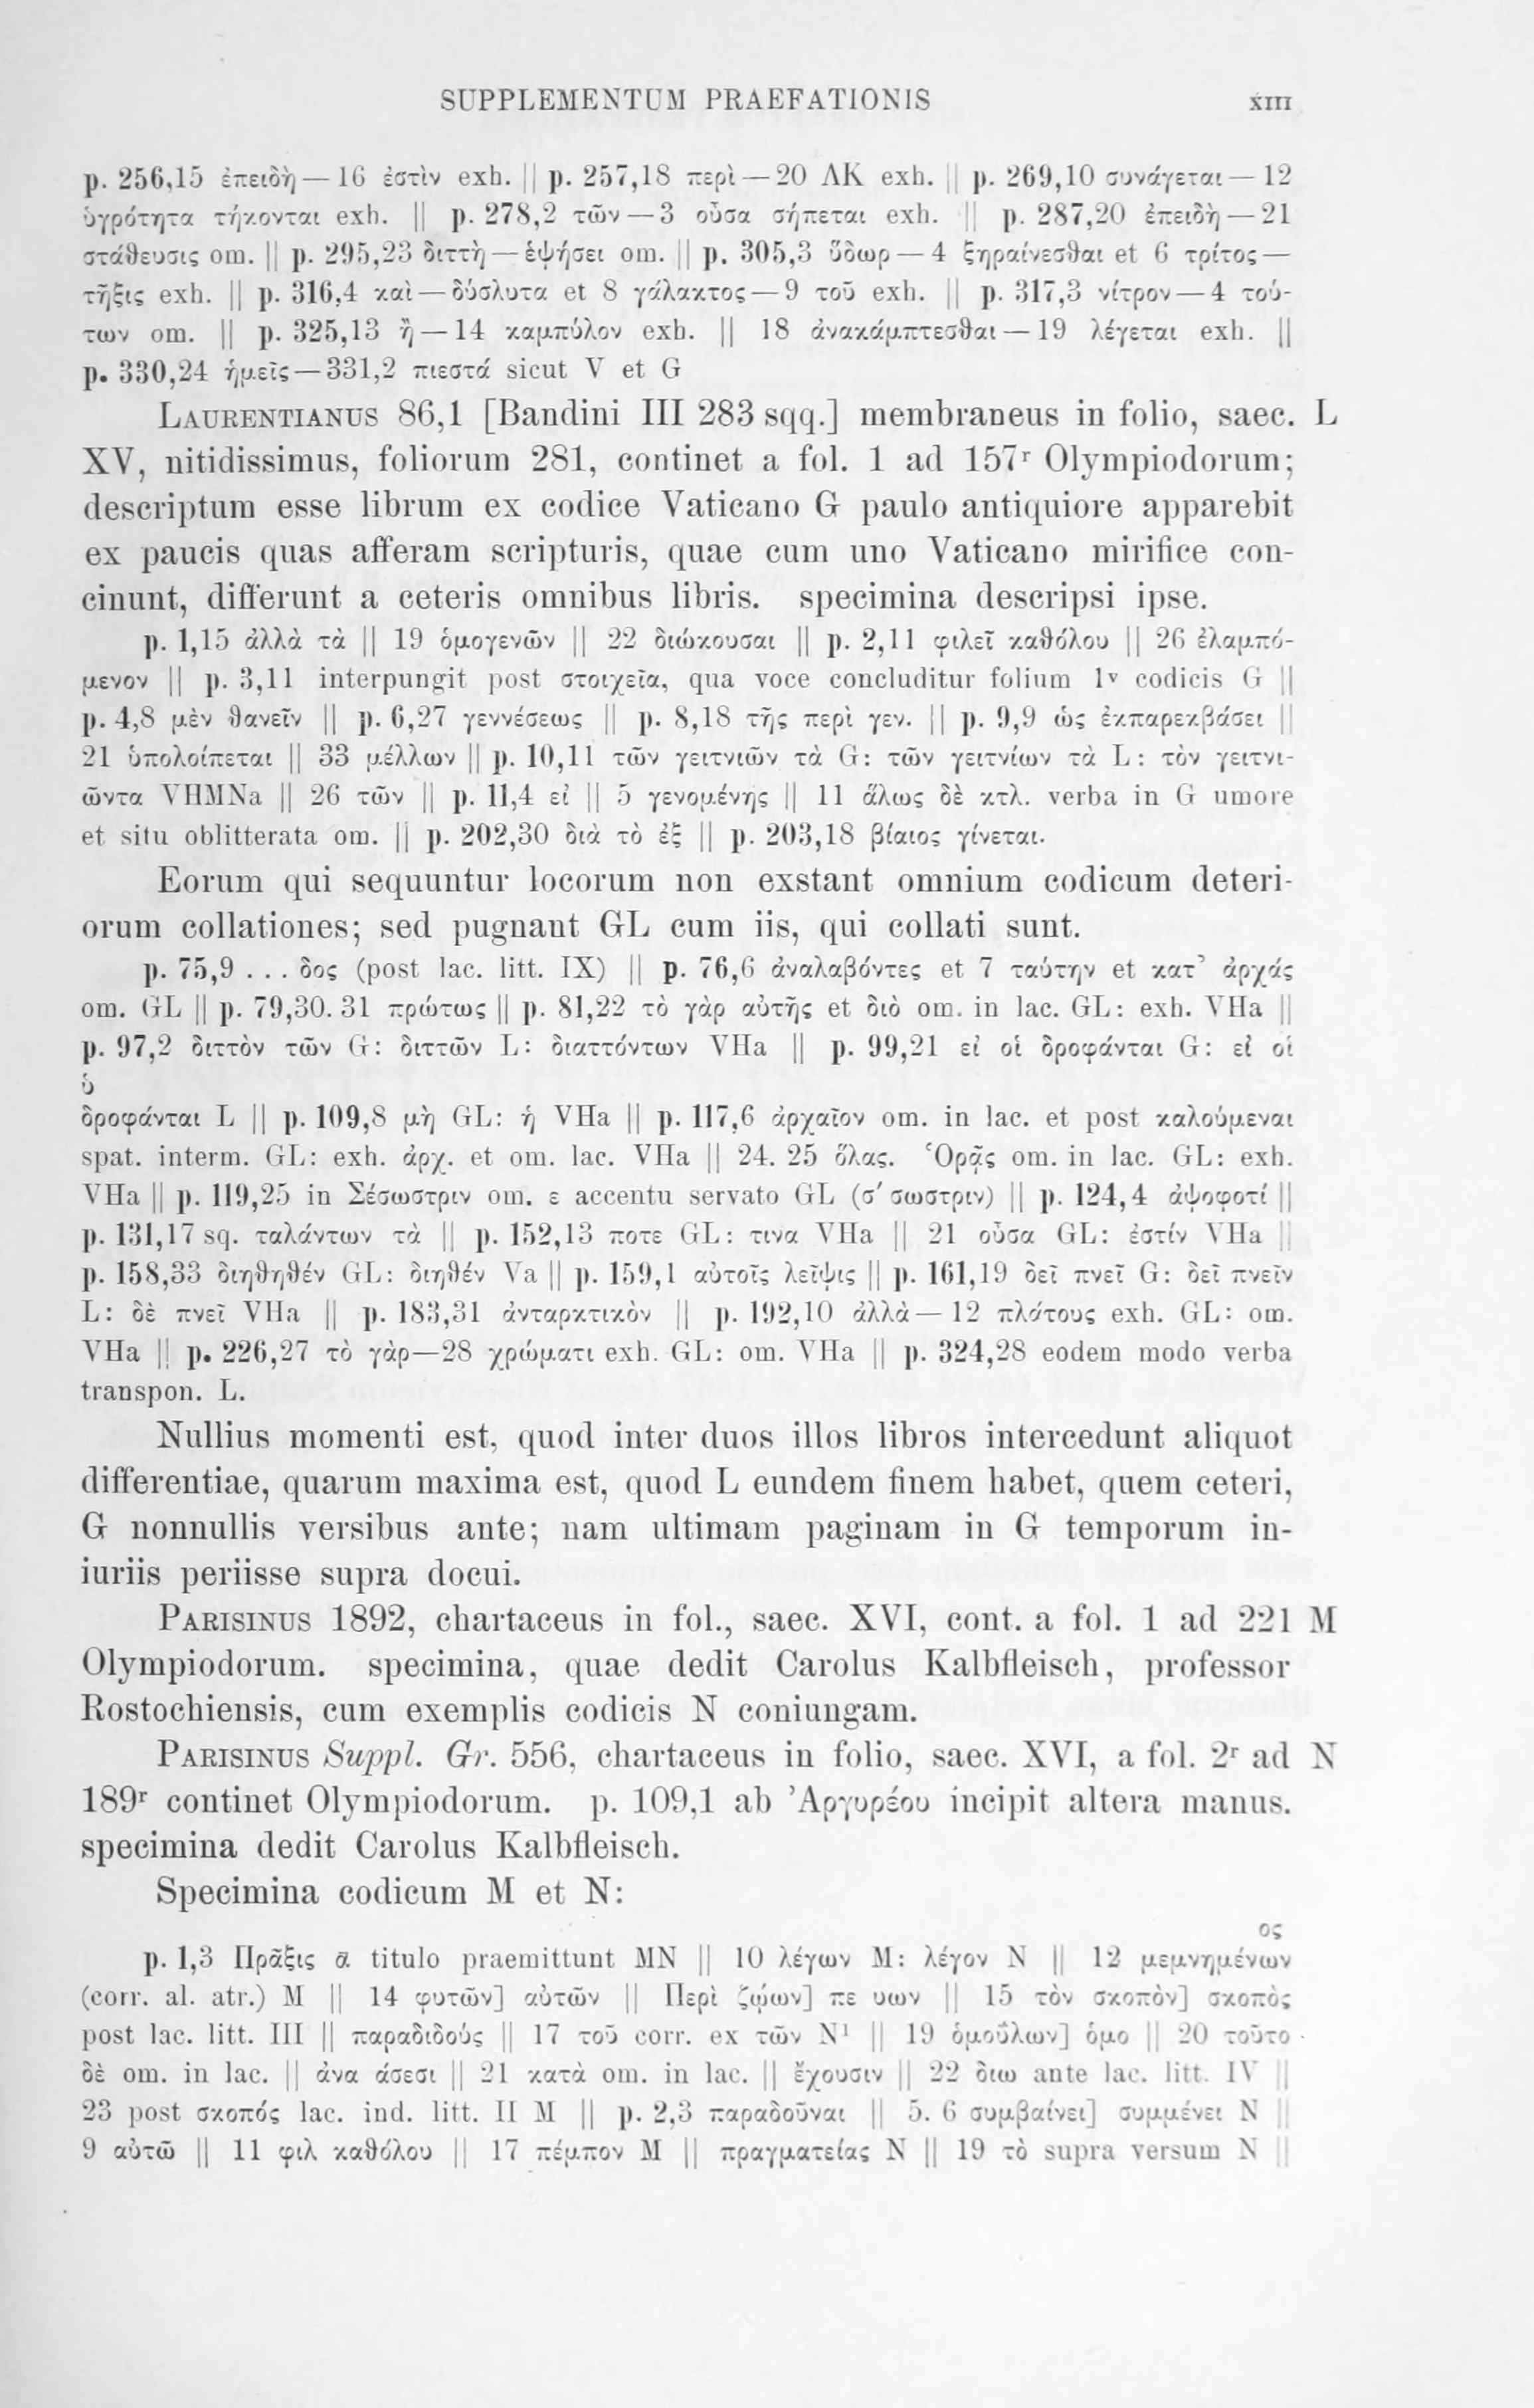 SUPPLEMENTUM PRAEFATIONIS XIII
p. 256,15 ἐπειδὴ — 16 ἐστὶν exh. || p. 257,18 περὶ — 20 ΛΚ exh. || p. 269,10 συνάγεται — 12
ὑγρότητα τήκονται exh. || p. 278,2 τῶν — 3 οὖσα σήπεται exh. || p. 287,20 ἐπειδὴ — 21
στάθευσις om. || p. 295,23 διττὴ — ἑψήσει om. || p. 305,3 ὕδωρ — 4 ξηραίνεσθαι et 6 τρίτος —
τῆξις exh. || p. 316,4 καὶ — δύσλυτα et 8 γάλακτος — 9 τοῦ exh. || p. 317,3 νίτρον — 4 τού-
των om. || p. 325,13 ἢ — 14 καμπύλον exh. || 18 ἀνακάμπτεσθαι — 19 λέγεται exh. ||
p. 330,24 ἡμεῖς — 331,2 πιεστά sicut V et G
LAURENTIANUS 86,1 [Bandini III 283 sqq.] membraneus in folio, saec. L
XV, nitidissimus, foliorum 281, continet a fol. 1 ad 157ʳ Olympiodorum;
descriptum esse librum ex codice Vaticano G paulo antiquiore apparebit
ex paucis quas afferam scripturis, quae cum uno Vaticano mirifice con-
cinunt, differunt a ceteris omnibus libris. specimina descripsi ipse.
p. 1,15 ἀλλὰ τὰ || 19 ὁμογενῶν || 22 διώκουσαι || p. 2,11 φιλεῖ καθόλου || 26 ἐλαμπό-
μενον || p. 3,11 interpungit post στοιχεῖα, qua voce concluditur folium 1ᵛ codicis G ||
p. 4,8 μὲν θανεῖν || p. 6,27 γεννέσεως || p. 8,18 τῆς περὶ γεν. || p. 9,9 ὡς ἐκπαρεκβάσει ||
21 ὑπολοίπεται || 33 μέλλων || p. 10,11 τῶν γειτνιῶν τὰ G: τῶν γειτνίων τὰ L: τὸν γειτνι-
ῶντα VHMNa || 26 τῶν || p. 11,4 εἰ || 5 γενομένης || 11 ἄλως δὲ κτλ. verba in G umore
et situ oblitterata om. || p. 202,30 διὰ τὸ ἐξ || p. 203,18 βίαιος γίνεται.
Eorum qui sequuntur locorum non exstant omnium codicum deteri-
orum collationes; sed pugnant GL cum iis, qui collati sunt.
p. 75,9 . . . δος (post lac. litt. IX) || p. 76,6 ἀναλαβόντες et 7 ταύτην et κατ᾽ ἀρχάς
om. GL || p. 79,30. 31 πρώτως || p. 81,22 τὸ γὰρ αὐτῆς et διὸ om. in lac. GL: exh. VHa ||
p. 97,2 διττὸν τῶν G: διττῶν L: διαττόντων VHa || p. 99,21 εἰ οἱ δροφάνται G: εἰ οἱ
ὑ
δροφάνται L || p. 109,8 μὴ GL: ἡ VHa || p. 117,6 ἀρχαῖον om. in lac. et post καλούμεναι
spat. interm. GL: exh. ἀρχ. et om. lac. VHa || 24. 25 ὅλας. Ὁρᾷς om. in lac. GL: exh.
VHa || p. 119,25 in Σέσωστριν om. ε accentu servato GL (σ´ σωστριν) || p. 124,4 ἀψοφοτί ||
p. 131,17 sq. ταλάντων τὰ || p. 152,13 ποτε GL: τινα VHa || 21 οὖσα GL: ἐστίν VHa ||
p. 158,33 διηθηθέν GL: διηθέν Va || p. 159,1 αὐτοῖς λεῖψις || p. 161,19 δεῖ πνεῖ G: δεῖ πνεῖν
L: δὲ πνεῖ VHa || p. 183,31 ἀνταρκτικὸν || p. 192,10 ἀλλὰ — 12 πλάτους exh. GL: om.
VHa || p. 226,27 τὸ γὰρ—28 χρώματι exh. GL: om. VHa || p. 324,28 eodem modo verba
transpon. L.
Nullius momenti est, quod inter duos illos libros intercedunt aliquot
differentiae, quarum maxima est, quod L eundem finem habet, quem ceteri,
G nonnullis versibus ante; nam ultimam paginam in G temporum in-
iuriis periisse supra docui.
PARISINUS 1892, chartaceus in fol., saec. XVI, cont. a fol. 1 ad 221 M
Olympiodorum. specimina, quae dedit Carolus Kalbfleisch, professor
Rostochiensis, cum exemplis codicis N coniungam.
PARISINUS Suppl. Gr. 556, chartaceus in folio, saec. XVI, a fol. 2ʳ ad N
189ʳ continet Olympiodorum. p. 109,1 ab Ἀργυρέου incipit altera manus.
specimina dedit Carolus Kalbfleisch.
Specimina codicum M et N:
ος
p. 1,3 Πρᾶξις ᾱ titulo praemittunt MN || 10 λέγων M: λέγον N || 12 μεμνημένων
(corr. al. atr.) M || 14 φυτῶν] αὐτῶν || Περὶ ζῴων] πε υων || 15 τὸν σκοπὸν] σκοπὸς
post lac. litt. III || παραδιδούς || 17 τοῦ corr. ex τῶν N¹ || 19 ὁμοΰλων] ὁμο || 20 τοῦτο
δὲ om. in lac. || ἀνα άσεσι || 21 κατὰ om. in lac. || ἔχουσιν || 22 διω ante lac. litt. IV ||
23 post σκοπός lac. ind. litt. II M || p. 2,3 παραδοῦναι || 5. 6 συμβαίνει] συμμένει N ||
9 αὐτῶ || 11 φιλ καθόλου || 17 πέμπον M || πραγματείας N || 19 τὸ supra versum N ||